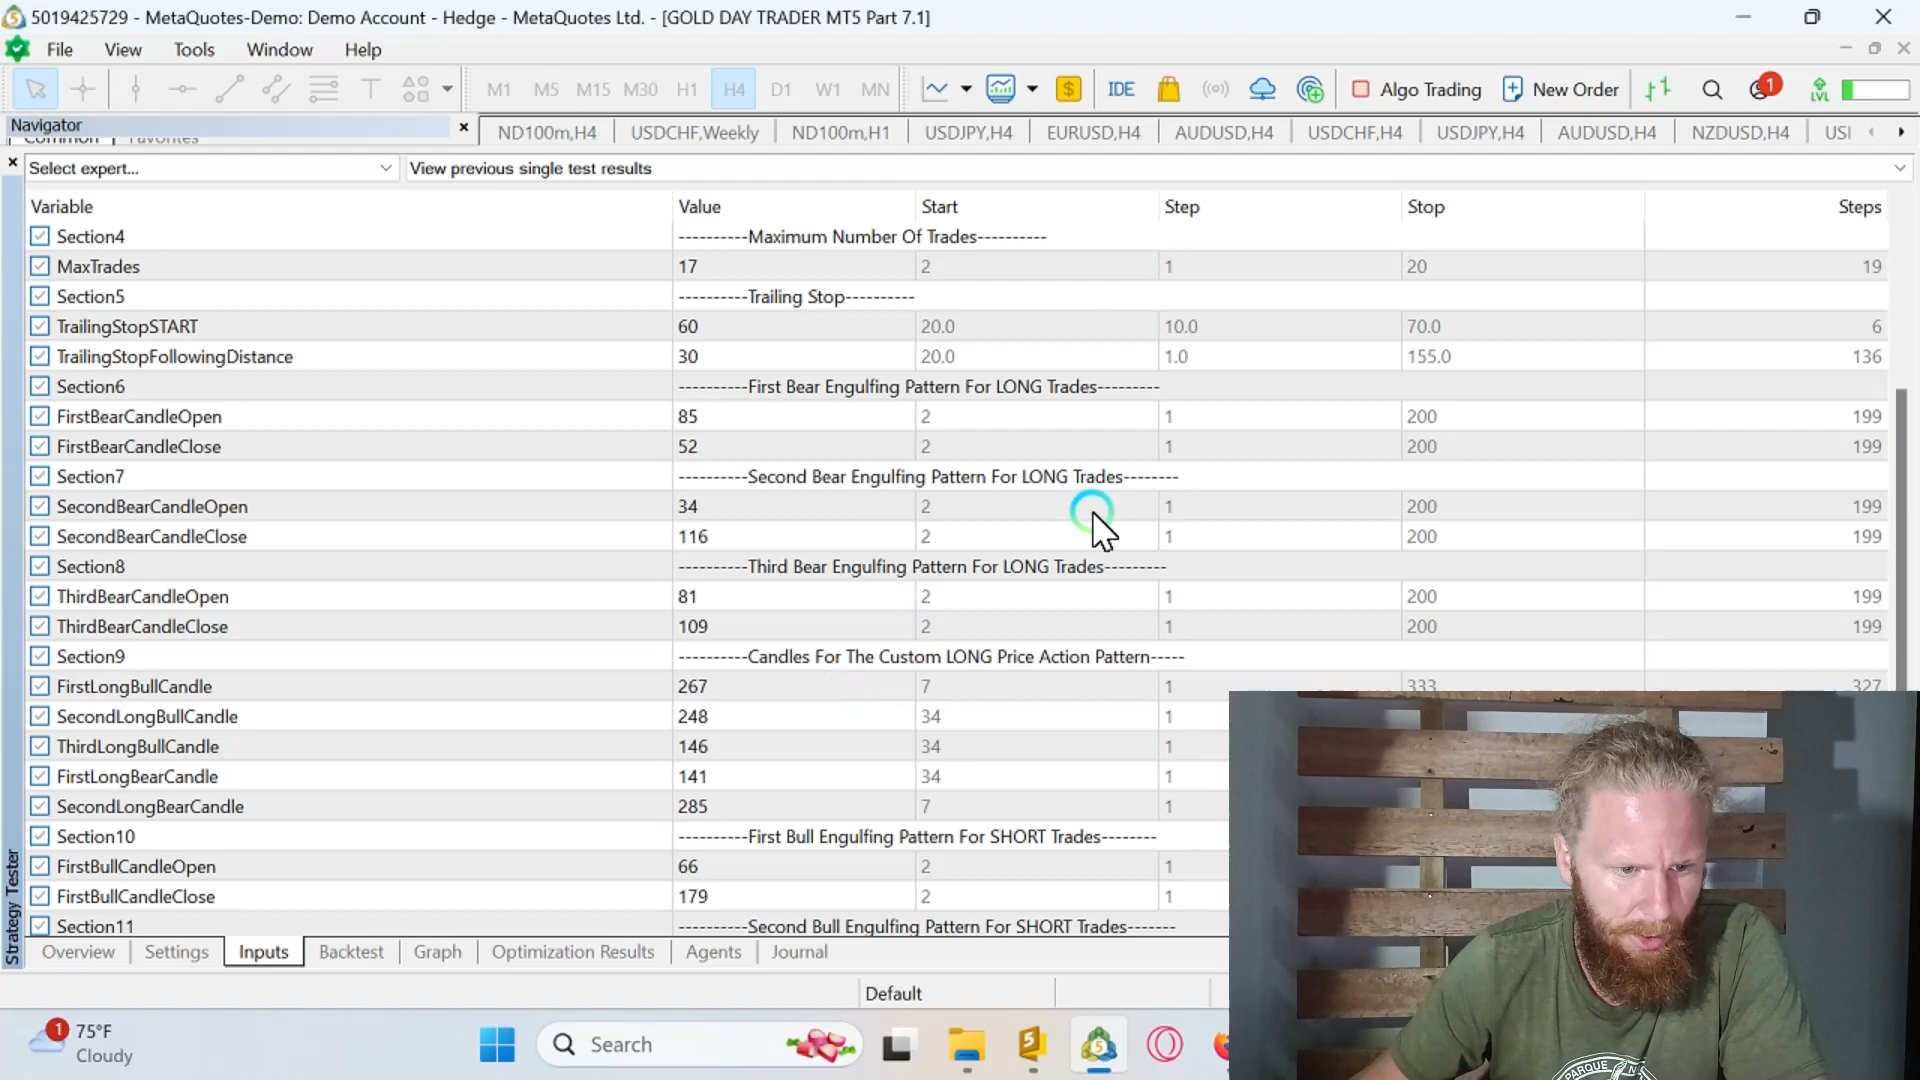 5019425729 - MetaQuotes-Demo: Demo Account - Hedge - MetaQuotes Ltd. - [GOLD DAY TRADER MT5 Part 7.1]
File View Tools Window Help
T M1 M5 M15 M30 H1 H4 D1 W1 MN $ IDE Algo Trading New Order 1 LVL
Navigator
Common Favorites
ND100m,H4 USDCHF,Weekly ND100m,H1 USDJPY,H4 EURUSD,H4 AUDUSD,H4 USDCHF,H4 USDJPY,H4 AUDUSD,H4 NZDUSD,H4
Select expert... View previous single test results
Variable Value Start Step Stop Steps
Section4 ----------Maximum Number Of Trades----------
MaxTrades 17 2 1 20 19
Section5 ----------Trailing Stop----------
TrailingStopSTART 60 20.0 10.0 70.0 6
TrailingStopFollowingDistance 30 20.0 1.0 155.0 136
Section6 ----------First Bear Engulfing Pattern For LONG Trades---------
FirstBearCandleOpen 85 2 1 200 199
FirstBearCandleClose 52 2 1 200 199
Section7 ----------Second Bear Engulfing Pattern For LONG Trades--------
SecondBearCandleOpen 34 2 1 200 199
SecondBearCandleClose 116 2 1 200 199
Section8 ----------Third Bear Engulfing Pattern For LONG Trades---------
ThirdBearCandleOpen 81 2 1 200 199
ThirdBearCandleClose 109 2 1 200 199
Section9 ----------Candles For The Custom LONG Price Action Pattern-----
FirstLongBullCandle 267 7 1 333 327
SecondLongBullCandle 248 34 1
ThirdLongBullCandle 146 34 1
FirstLongBearCandle 141 34 1
SecondLongBearCandle 285 7 1
Section10 ----------First Bull Engulfing Pattern For SHORT Trades--------
FirstBullCandleOpen 66 2 1
FirstBullCandleClose 179 2 1
Section11 ----------Second Bull Engulfing Pattern For SHORT Trades-------
Strategy Tester
Overview Settings Inputs Backtest Graph Optimization Results Agents Journal
Default
1 75°F
Cloudy
Search
5
5
PARQUE